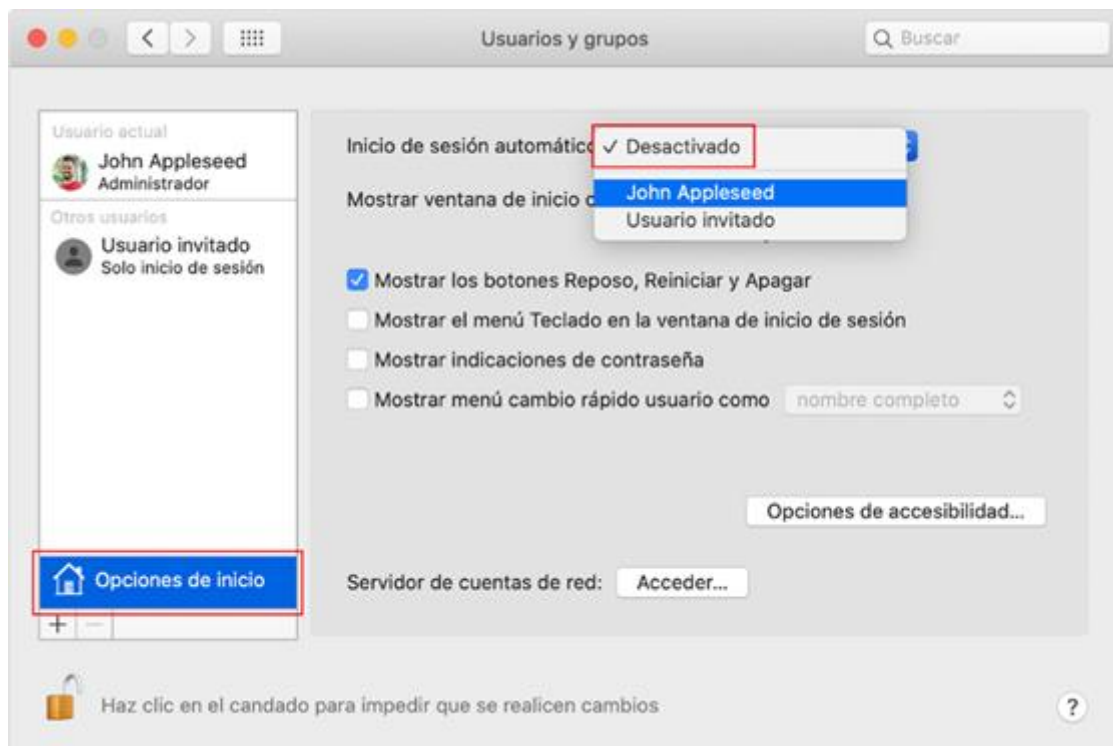 Usuarios y grupos
Buscar
Usuario actual
John Appleseed
Administrador
Otros usuarios
Usuario invitado
Solo inicio de sesión
Opciones de inicio
Inicio de sesión automátic
✓ Desactivado
John Appleseed
Usuario invitado
Mostrar ventana de inicio
Mostrar los botones Reposo, Reiniciar y Apagar
Mostrar el menú Teclado en la ventana de inicio de sesión
Mostrar indicaciones de contraseña
Mostrar menú cambio rápido usuario como nombre completo
Opciones de accesibilidad...
Servidor de cuentas de red: Acceder...
Haz clic en el candado para impedir que se realicen cambios
?